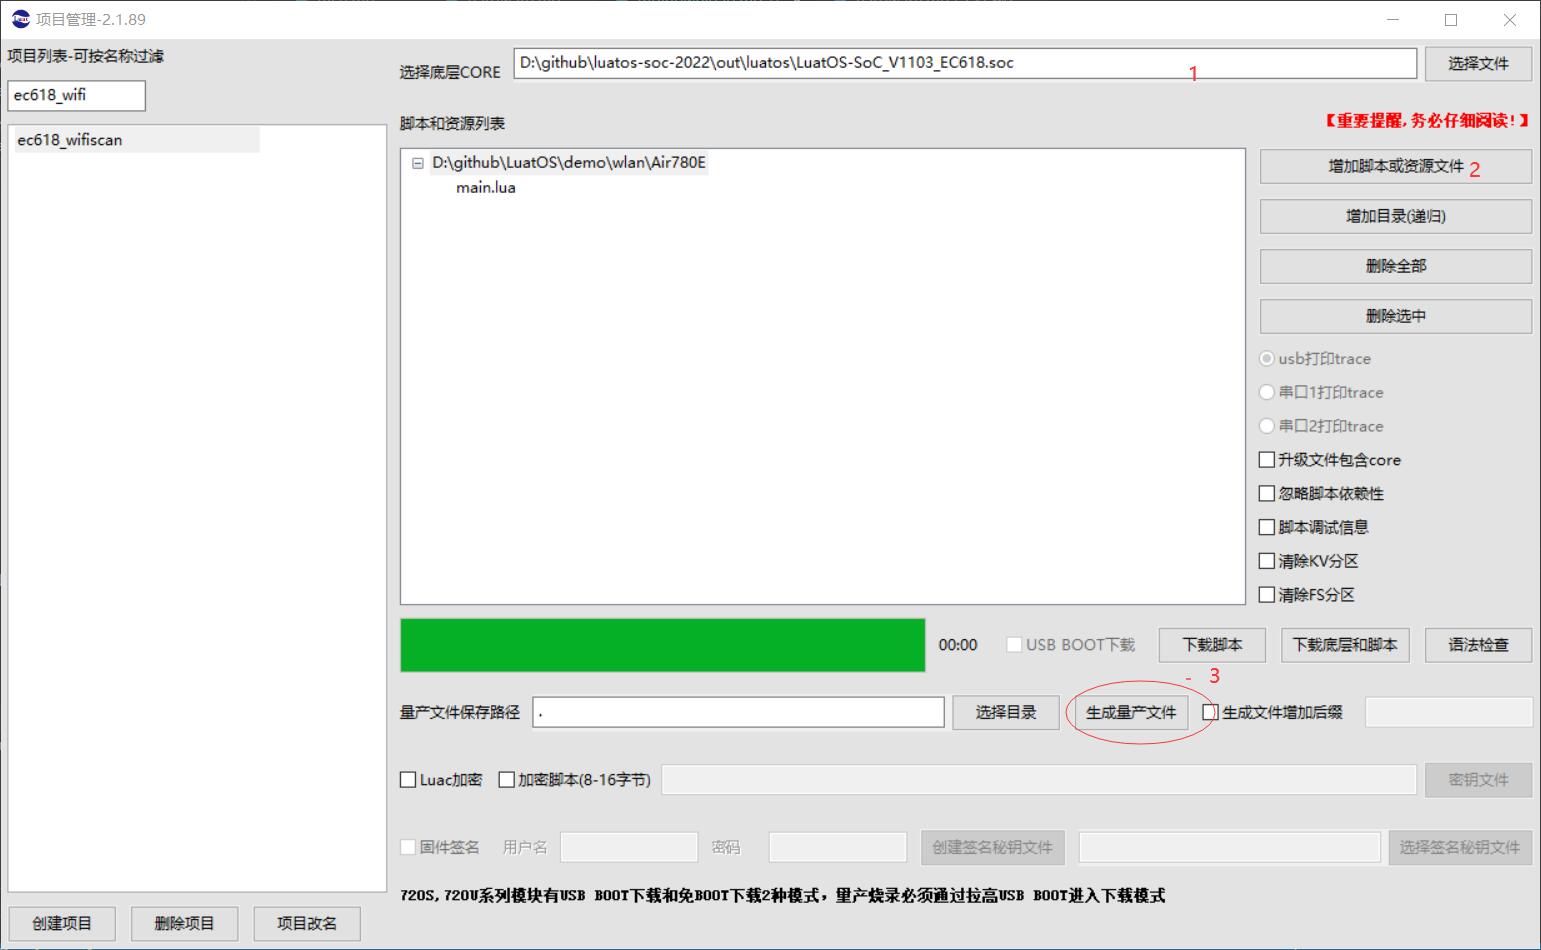 Luat 项目管理-2.1.89
项目列表-可按名称过滤
ec618_wifi
ec618_wifiscan
选择底层CORE
D:\github\luatos-soc-2022\out\luatos\LuatOS-SoC_V1103_EC618.soc
1
选择文件
脚本和资源列表
【重要提醒,务必仔细阅读!】
D:\github\LuatOS\demo\wlan\Air780E
main.lua
增加脚本或资源文件 2
增加目录(递归)
删除全部
删除选中
usb打印trace
串口1打印trace
串口2打印trace
升级文件包含core
忽略脚本依赖性
脚本调试信息
清除KV分区
清除FS分区
00:00
USB BOOT下载
下载脚本
下载底层和脚本
语法检查
- 3
量产文件保存路径
.
选择目录
生成量产文件
生成文件增加后缀
Luac加密
加密脚本(8-16字节)
密钥文件
固件签名
用户名
密码
创建签名秘钥文件
选择签名秘钥文件
720S,720U系列模块有USB BOOT下载和免BOOT下载2种模式，量产烧录必须通过拉高USB BOOT进入下载模式
创建项目
删除项目
项目改名